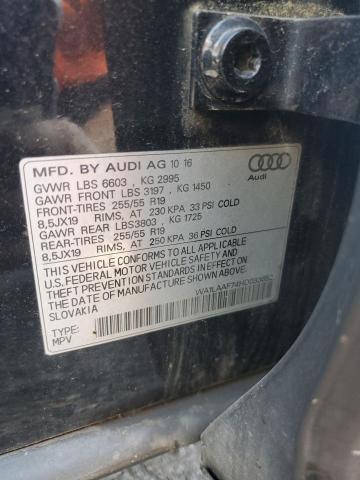 MFD. BY AUDI AG 10 16
GVWR LBS 6603 , KG 2995
GAWR FRONT LBS 3197 , KG 1450
FRONT-TIRES 255/55 R19
8,5JX19 RIMS, AT 230 KPA 33 PSI COLD
GAWR REAR LBS3803 , KG 1725
REAR-TIRES 255/55 R19
8,5JX19 RIMS, AT 250 KPA 36 PSI COLD
THIS VEHICLE CONFORMS TO ALL APPLICABLE
U.S. FEDERAL MOTOR VEHICLE SAFETY AND
THEFT PREVENTION STANDARDS IN EFFECT ON
THE DATE OF MANUFACTURE SHOWN ABOVE.
SLOVAKIA
TYPE:
MPV
Audi